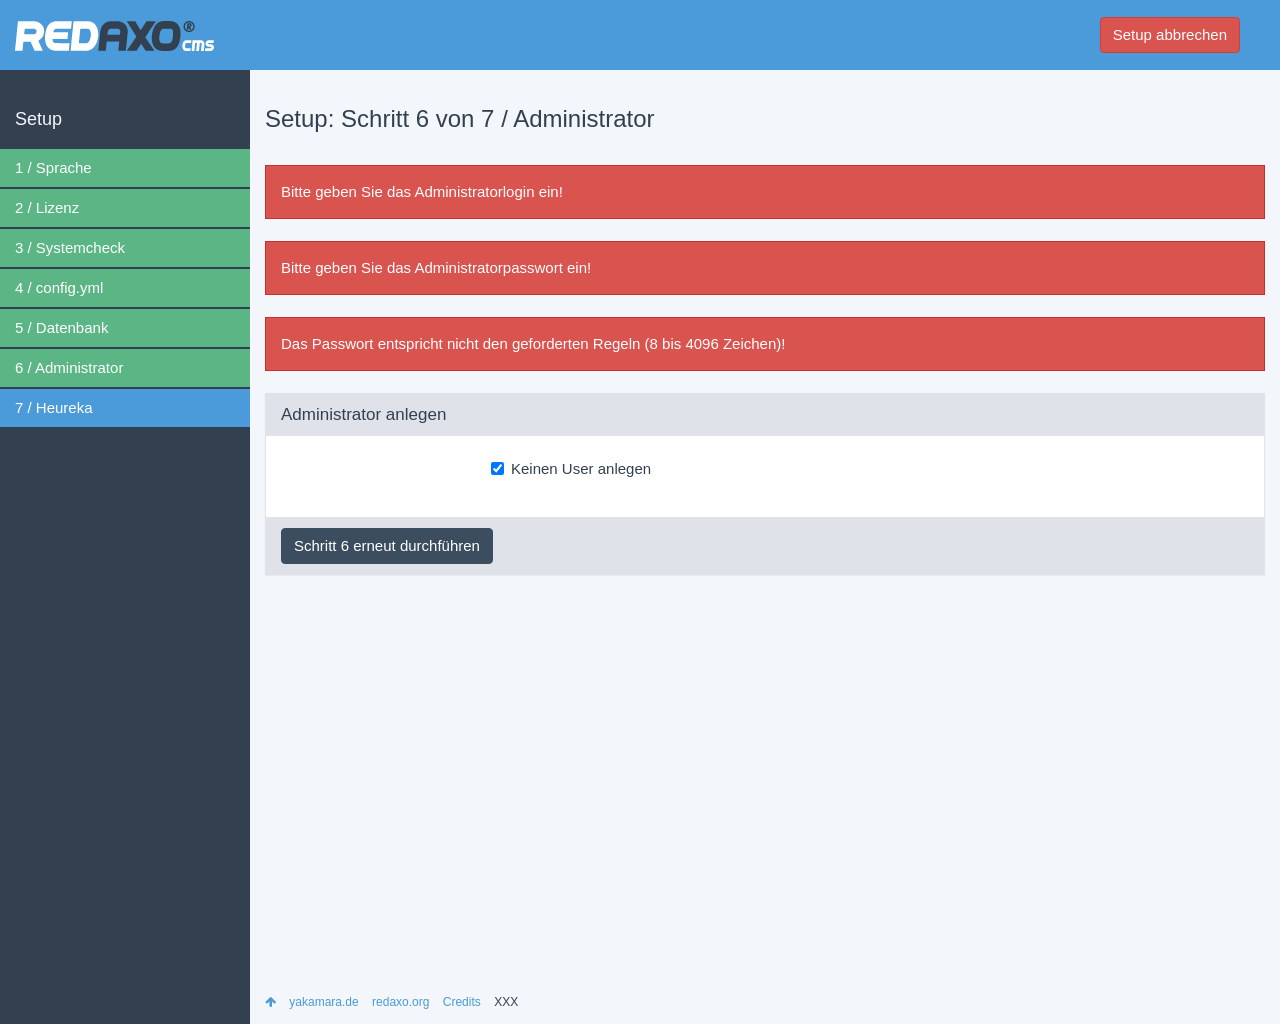 REDAXO® cms
Setup abbrechen
Setup
1 / Sprache
2 / Lizenz
3 / Systemcheck
4 / config.yml
5 / Datenbank
6 / Administrator
7 / Heureka
Setup: Schritt 6 von 7 / Administrator
Bitte geben Sie das Administratorlogin ein!
Bitte geben Sie das Administratorpasswort ein!
Das Passwort entspricht nicht den geforderten Regeln (8 bis 4096 Zeichen)!
Administrator anlegen
Keinen User anlegen
Schritt 6 erneut durchführen
yakamara.de redaxo.org Credits XXX